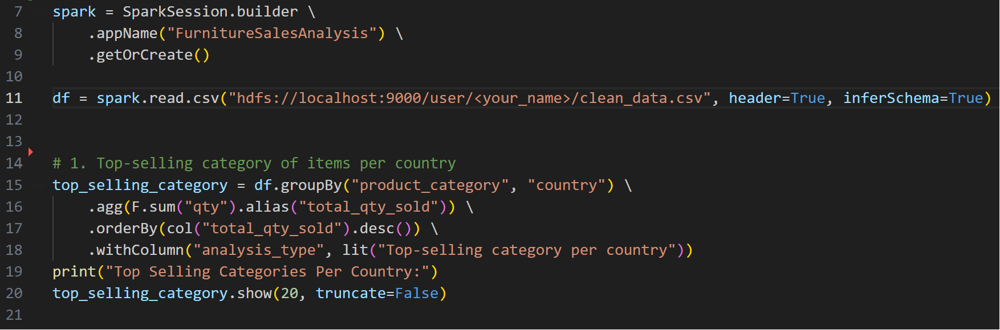 7 spark = SparkSession.builder \
8     .appName("FurnitureSalesAnalysis") \
9     .getOrCreate()
10
11 df = spark.read.csv("hdfs://localhost:9000/user/<your_name>/clean_data.csv", header=True, inferSchema=True)
12
13
14 # 1. Top-selling category of items per country
15 top_selling_category = df.groupBy("product_category", "country") \
16     .agg(F.sum("qty").alias("total_qty_sold")) \
17     .orderBy(col("total_qty_sold").desc()) \
18     .withColumn("analysis_type", lit("Top-selling category per country"))
19 print("Top Selling Categories Per Country:")
20 top_selling_category.show(20, truncate=False)
21